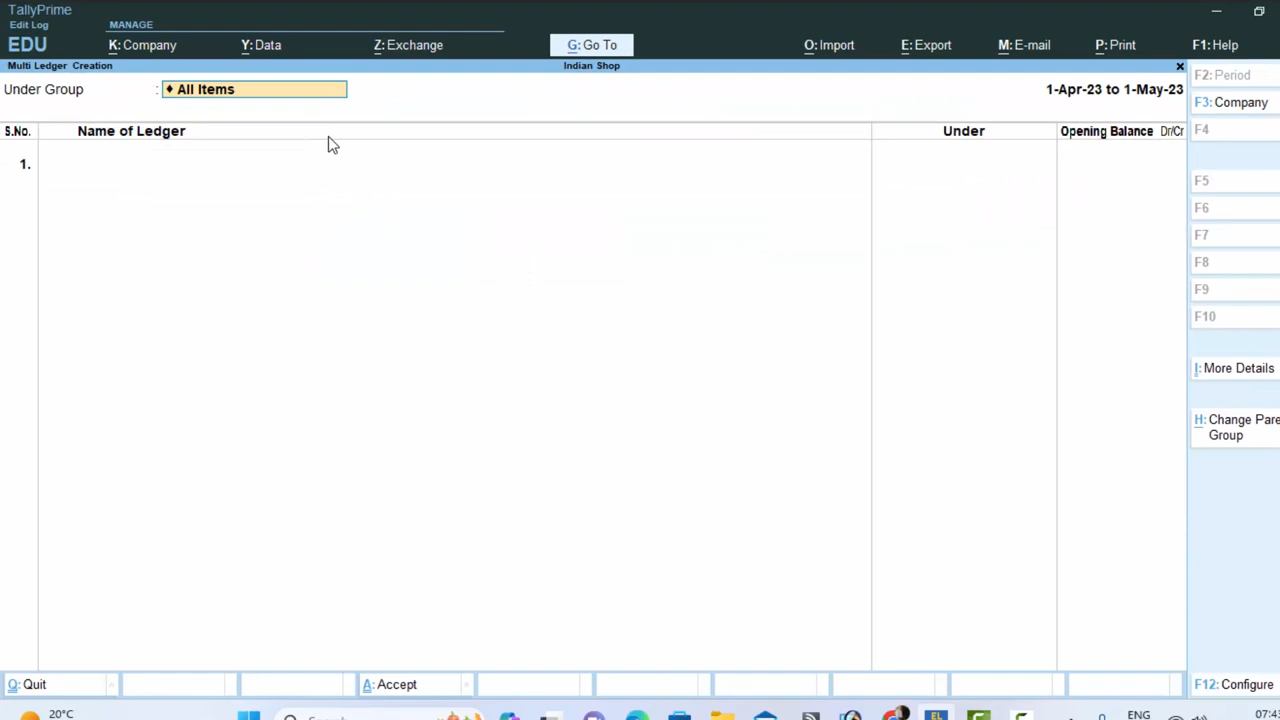 TallyPrime
Edit Log
EDU
MANAGE
K: Company
Y: Data
Z: Exchange
G: Go To
O: Import
E: Export
M: E-mail
P: Print
F1: Help
Multi Ledger Creation
Indian Shop
Under Group : ♦ All Items
1-Apr-23 to 1-May-23
S.No.
Name of Ledger
Under
Opening Balance Dr/Cr
1.
F2: Period
F3: Company
F4
F5
F6
F7
F8
F9
F10
I: More Details
H: Change Pare
Group
F12: Configure
Q: Quit
A: Accept
20°C
Search
ENG
07:4